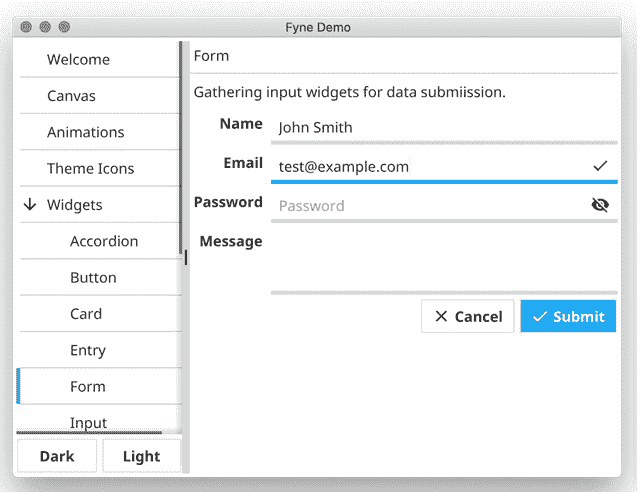 Fyne Demo
Welcome
Canvas
Animations
Theme Icons
Widgets
Accordion
Button
Card
Entry
Form
Input
Dark Light
Form
Gathering input widgets for data submiission.
Name John Smith
Email test@example.com
Password Password
Message
Cancel Submit